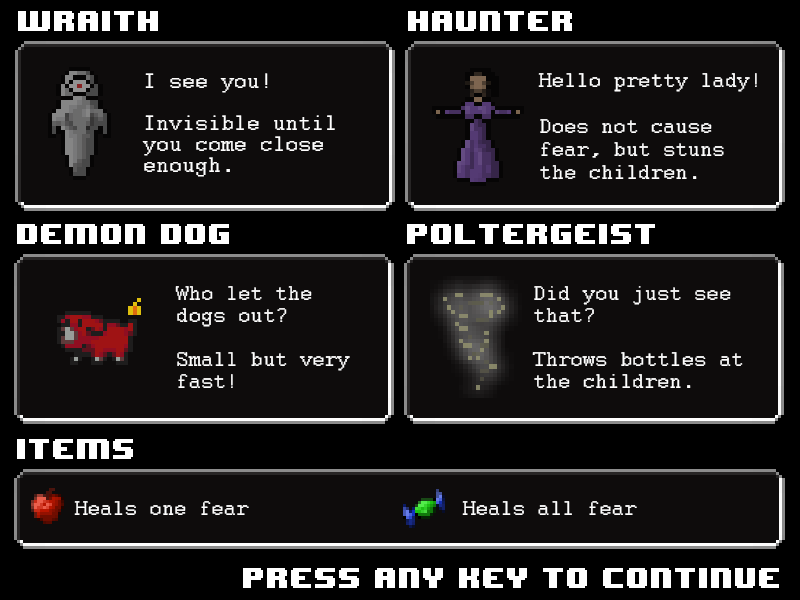 WRAITH
I see you!
Invisible until
you come close
enough.
HAUNTER
Hello pretty lady!
Does not cause
fear, but stuns
the children.
DEMON DOG
Who let the
dogs out?
Small but very
fast!
POLTERGEIST
Did you just see
that?
Throws bottles at
the children.
ITEMS
Heals one fear
Heals all fear
PRESS ANY KEY TO CONTINUE